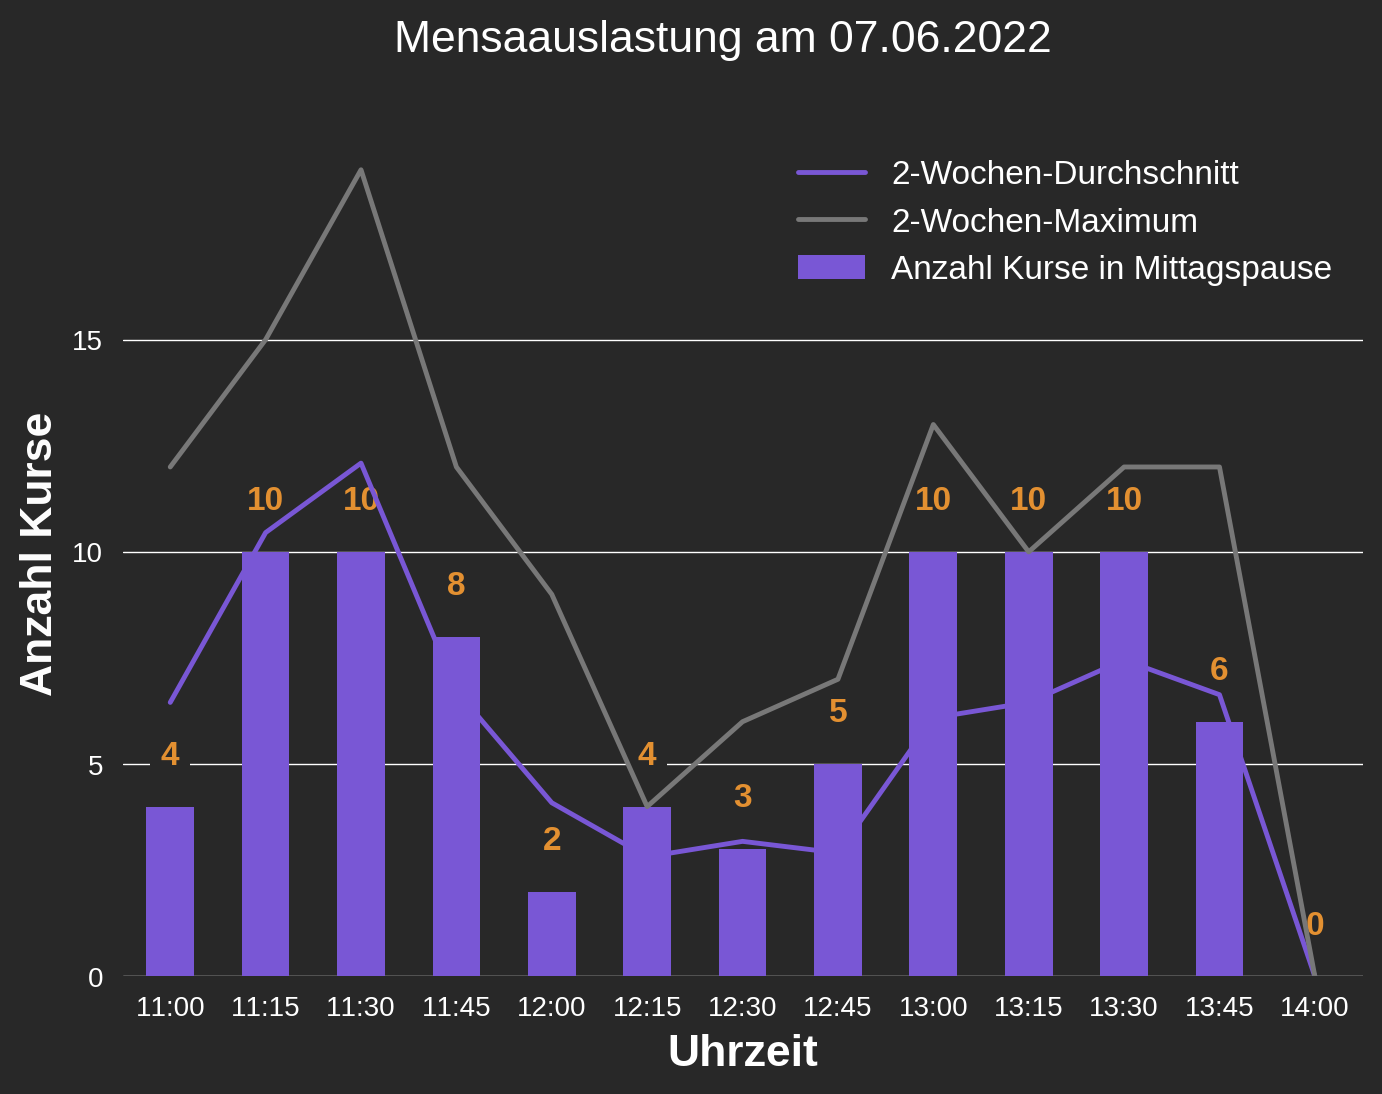 Mensaauslastung am 07.06.2022
2-Wochen-Durchschnitt
2-Wochen-Maximum
Anzahl Kurse in Mittagspause
Anzahl Kurse
15
10
5
0
4
10
10
8
2
4
3
5
10
10
10
6
0
11:00 11:15 11:30 11:45 12:00 12:15 12:30 12:45 13:00 13:15 13:30 13:45 14:00
Uhrzeit